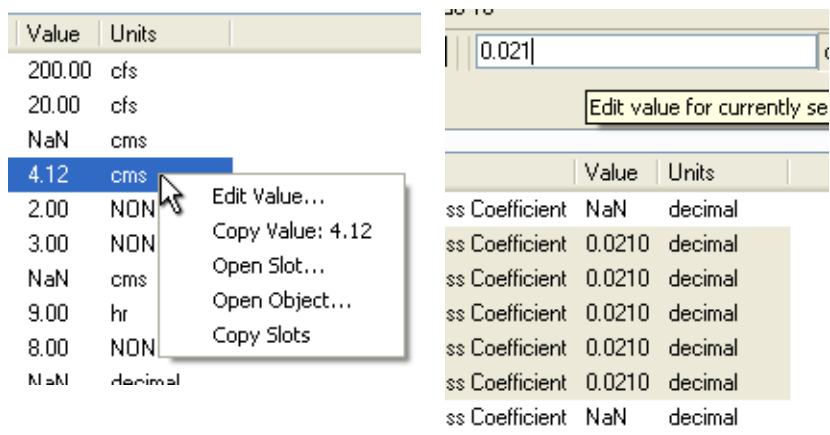 Value Units
200.00 cfs
20.00 cfs
NaN cms
4.12 cms
2.00 NON
3.00 NON
NaN cms
9.00 hr
8.00 NON
NaN decimal
Edit Value...
Copy Value: 4.12
Open Slot...
Open Object...
Copy Slots
0.021
Edit value for currently se
Value Units
ss Coefficient NaN decimal
ss Coefficient 0.0210 decimal
ss Coefficient 0.0210 decimal
ss Coefficient 0.0210 decimal
ss Coefficient 0.0210 decimal
ss Coefficient 0.0210 decimal
ss Coefficient NaN decimal